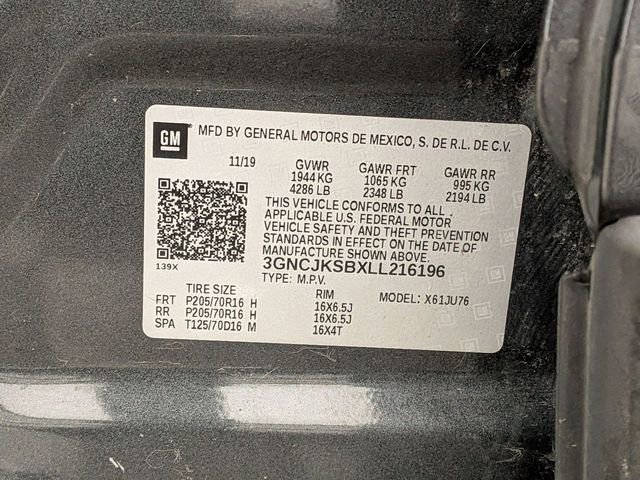 GM
MFD BY GENERAL MOTORS DE MEXICO, S. DE R.L. DE C.V.
11/19 GVWR GAWR FRT GAWR RR
1944 KG 1065 KG 995 KG
4286 LB 2348 LB 2194 LB
THIS VEHICLE CONFORMS TO ALL
APPLICABLE U.S. FEDERAL MOTOR
VEHICLE SAFETY AND THEFT PREVENTION
STANDARDS IN EFFECT ON THE DATE OF
MANUFACTURE SHOWN ABOVE.
139X 3GNCJKSBXLL216196
TYPE: M.P.V.
TIRE SIZE RIM MODEL: X61JU76
FRT P205/70R16 H 16X6.5J
RR P205/70R16 H 16X6.5J
SPA T125/70D16 M 16X4T